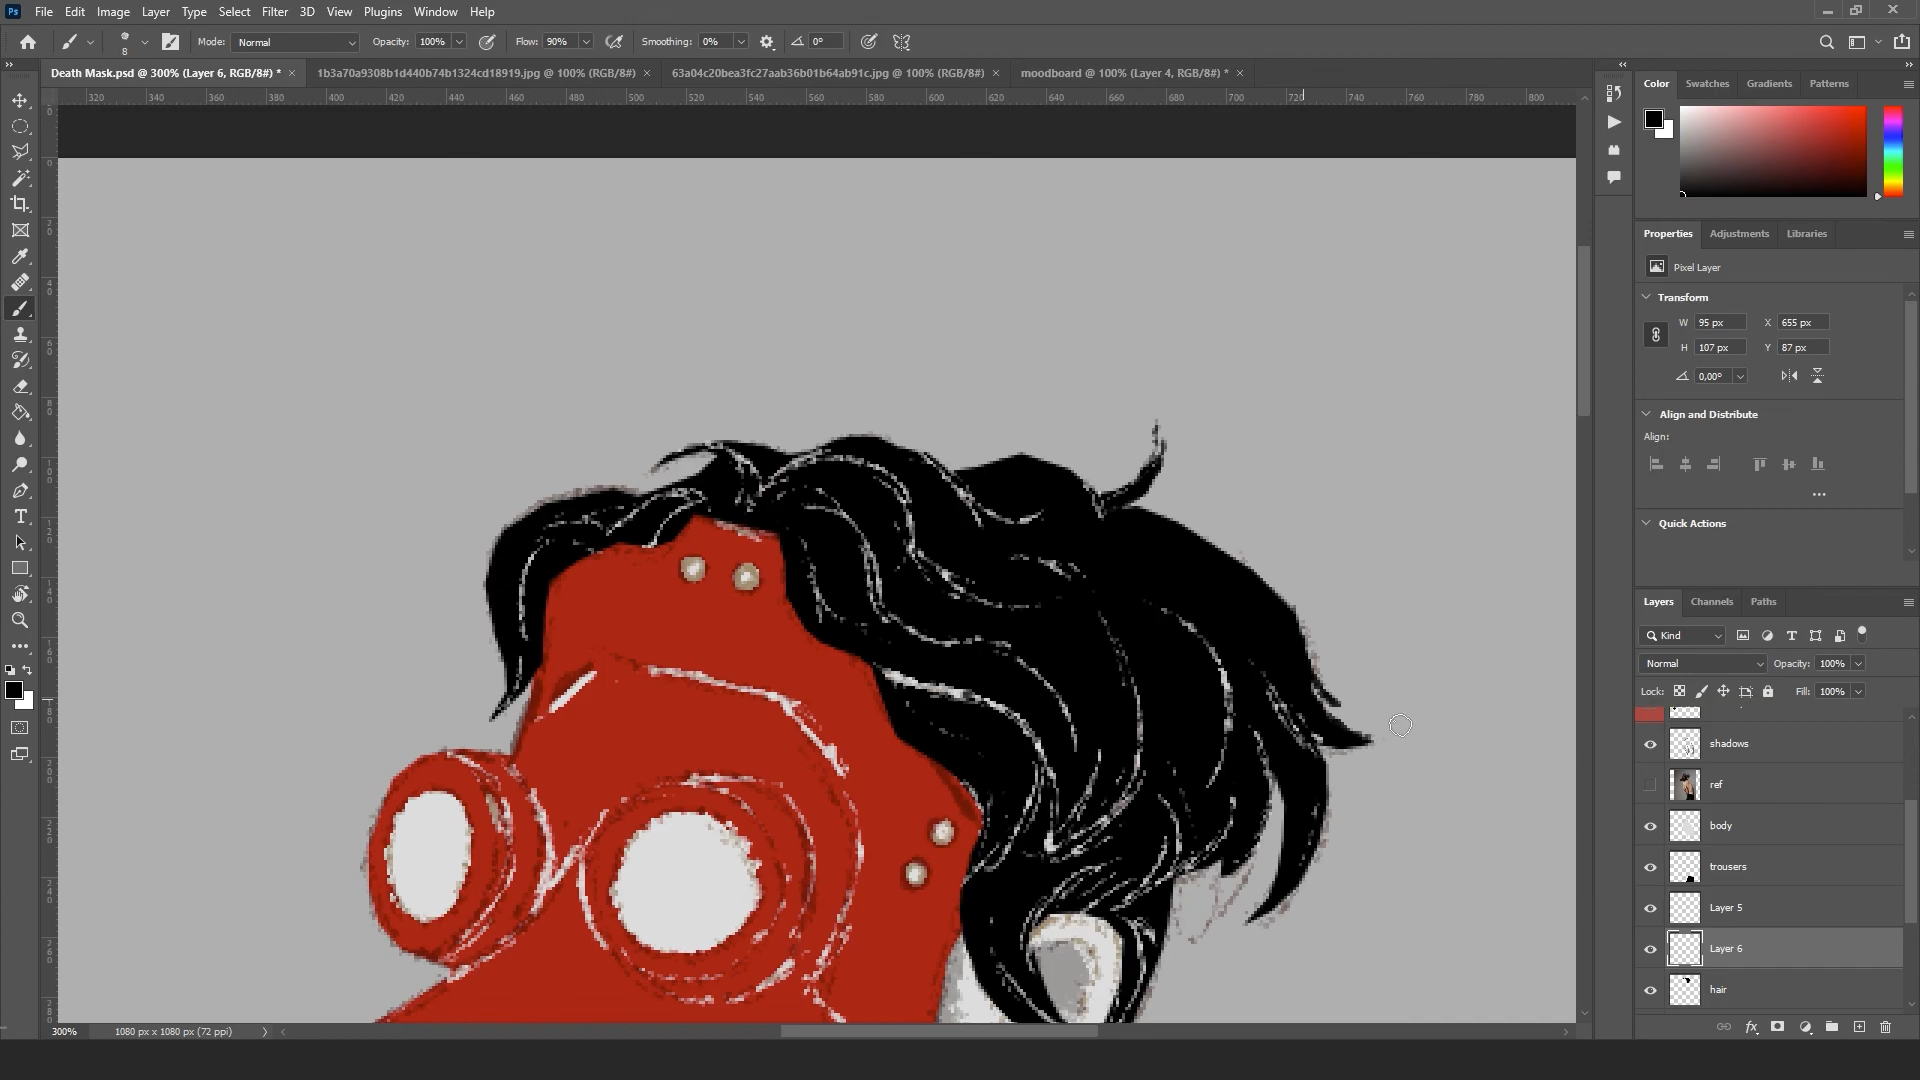 File Edit Image Layer Type Select Filter 3D View Plugins Window Help
8 Mode: Normal Opacity: 100% Flow: 90% Smoothing: 0% 0°
Death Mask.psd @ 300% (Layer 6, RGB/8#) * × 1b3a70a9308b1d440b74b1324cd18919.jpg @ 100% (RGB/8#) × 63a04c20bea3fc27aab36b01b64ab91c.jpg @ 100% (RGB/8#) × moodboard @ 100% (Layer 4, RGB/8#) * ×
320 340 360 380 400 420 440 460 480 500 520 540 560 580 600 620 640 660 680 700 720 740 760 780 800
Color Swatches Gradients Patterns
Properties Adjustments Libraries
Pixel Layer
Transform
W 95 px X 655 px
H 107 px Y 87 px
0,00°
Align and Distribute
Align:
Quick Actions
Layers Channels Paths
Kind
Normal Opacity: 100%
Lock: Fill: 100%
shadows
ref
body
trousers
Layer 5
Layer 6
hair
300% 1080 px x 1080 px (72 ppi)